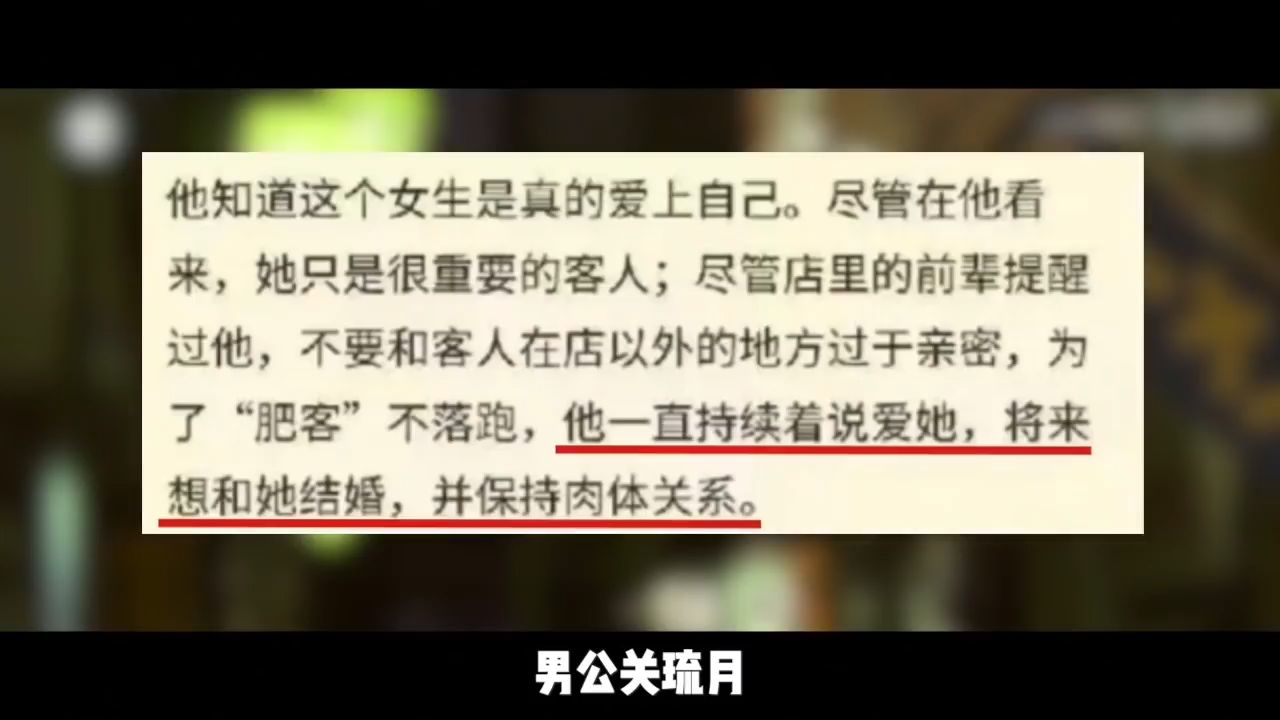 他知道这个女生是真的爱上自己。尽管在他看
来，她只是很重要的客人；尽管店里的前辈提醒
过他，不要和客人在店以外的地方过于亲密，为
了“肥客”不落跑，他一直持续着说爱她，将来
想和她结婚，并保持肉体关系。
男公关琉月